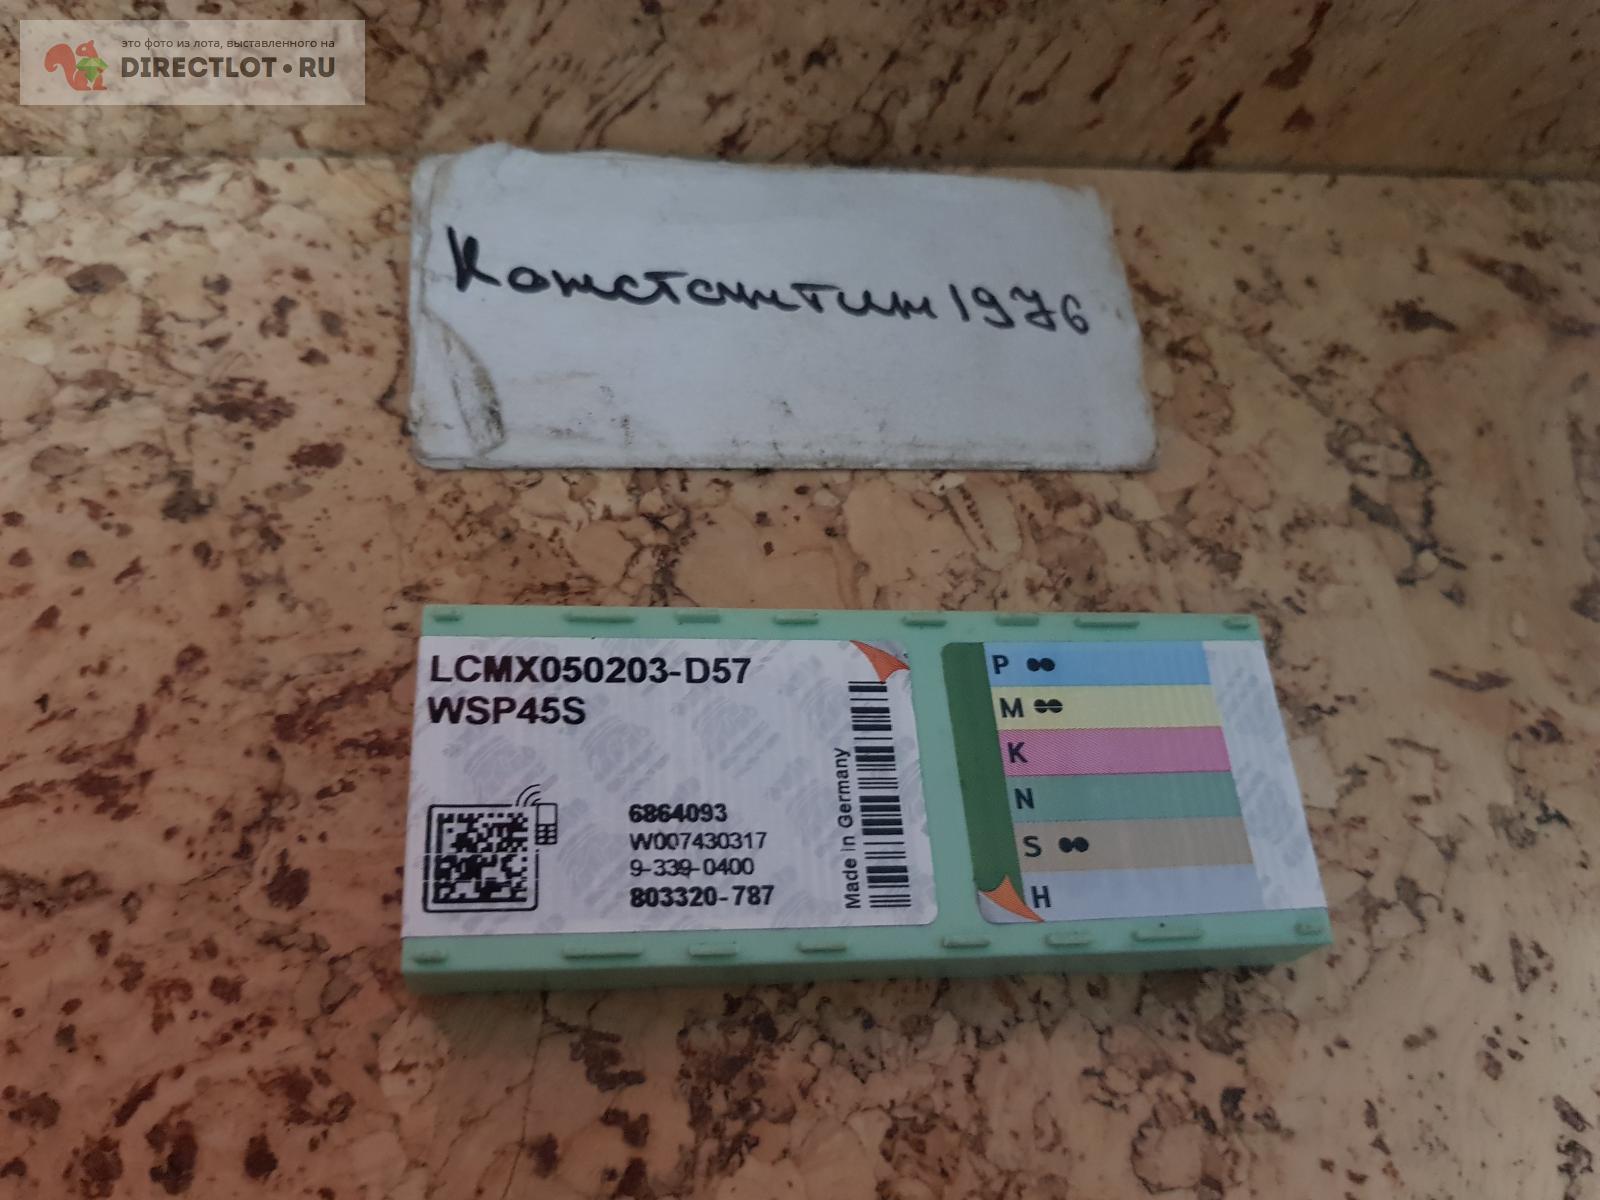 это фото из лота, выставленного на
DIRECTLOT•RU
Константин 1976
LCMX050203-D57
WSP45S
6864093
W007430317
9-339-0400
803320-787
Made in Germany
P
M
K
N
S
H